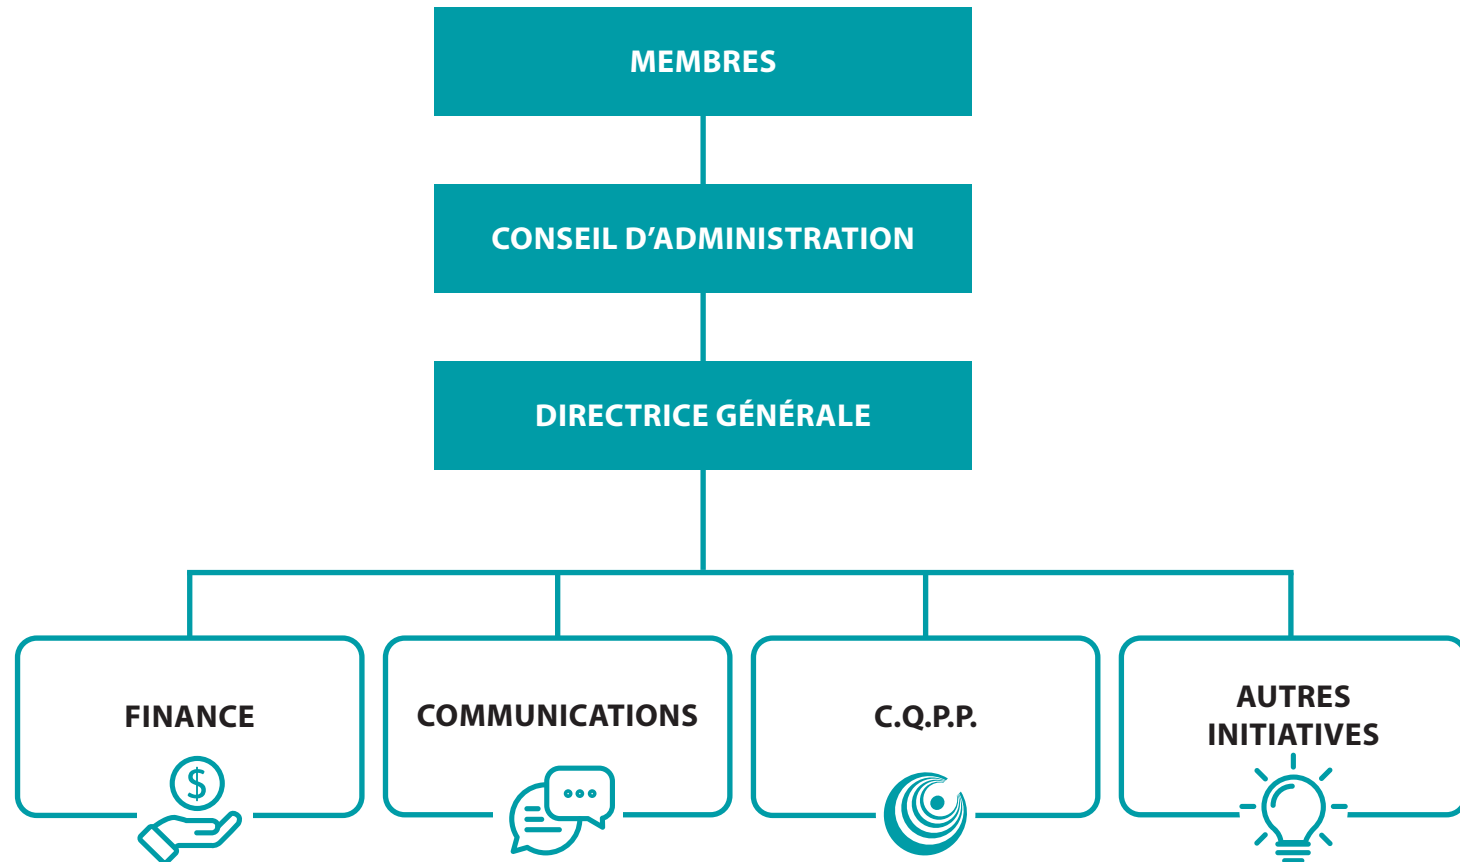 MEMBRES
CONSEIL D’ADMINISTRATION
DIRECTRICE GÉNÉRALE
FINANCE
COMMUNICATIONS
C.Q.P.P.
AUTRES
INITIATIVES
$